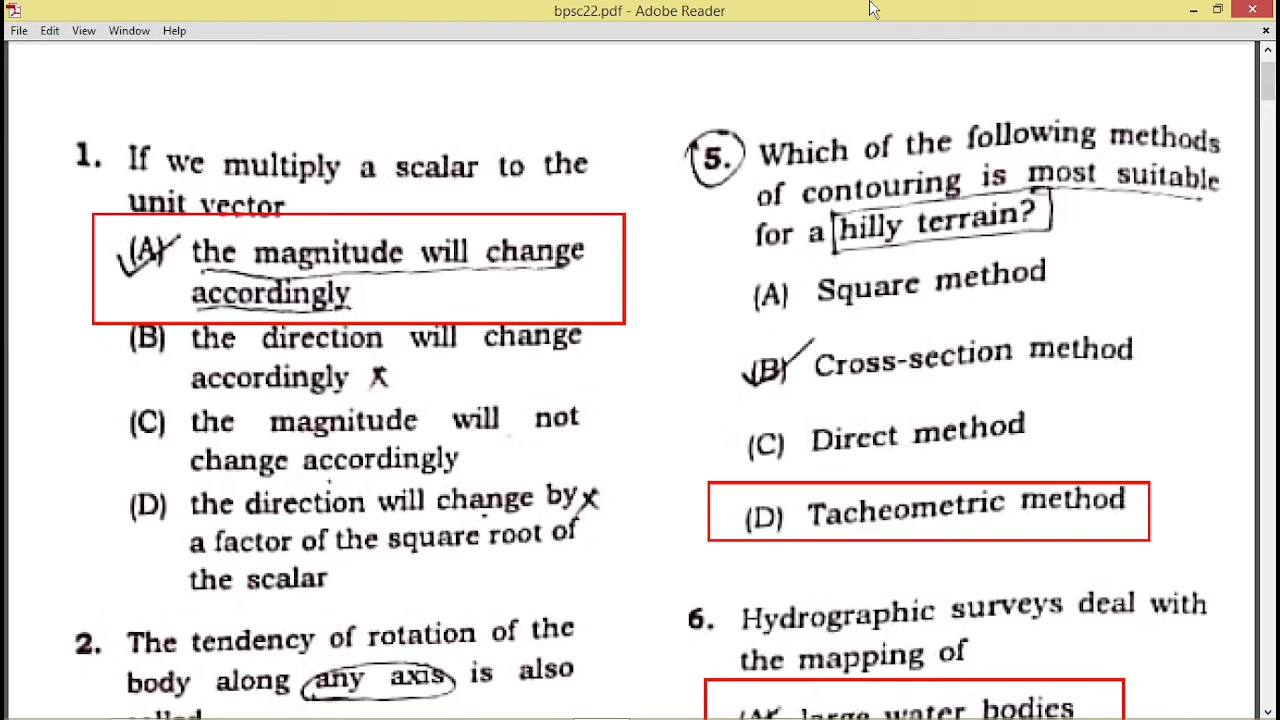 bpsc22.pdf - Adobe Reader
File Edit View Window Help
1. If we multiply a scalar to the
unit vector
(A) the magnitude will change
accordingly
(B) the direction will change
accordingly
(C) the magnitude will not
change accordingly
(D) the direction will change by
a factor of the square root of
the scalar
2. The tendency of rotation of the
body along any axis is also
called
5. Which of the following methods
of contouring is most suitable
for a hilly terrain?
(A) Square method
(B) Cross-section method
(C) Direct method
(D) Tacheometric method
6. Hydrographic surveys deal with
the mapping of
(A) large water bodies